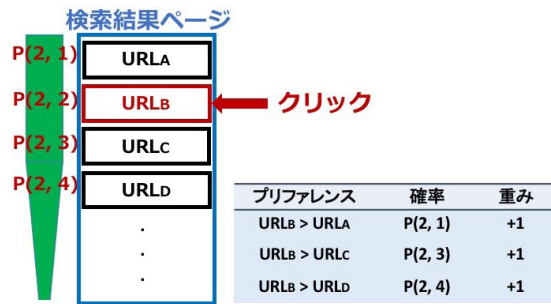 検索結果ページ
P(2, 1) URLA
P(2, 2) URLB クリック
P(2, 3) URLC
P(2, 4) URLD
.
.
.
プリファレンス 確率 重み
URLB > URLA P(2, 1) +1
URLB > URLC P(2, 3) +1
URLB > URLD P(2, 4) +1